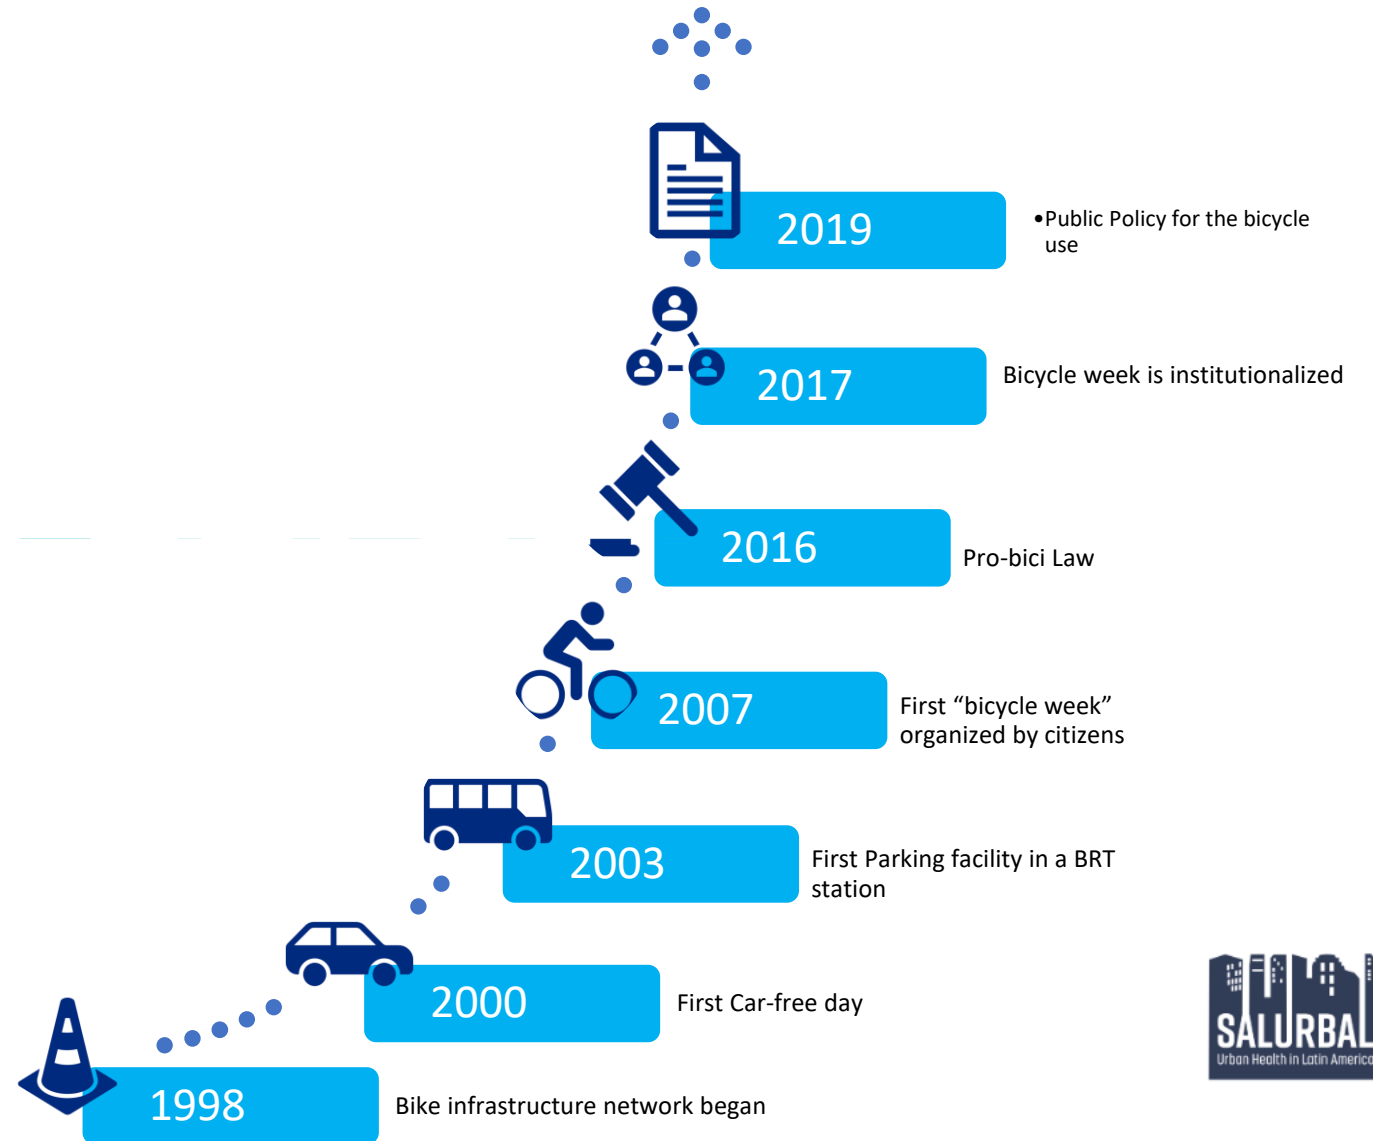 2019
•Public Policy for the bicycle
use
2017
Bicycle week is institutionalized
2016
Pro-bici Law
2007
First “bicycle week”
organized by citizens
2003
First Parking facility in a BRT
station
2000
First Car-free day
1998
Bike infrastructure network began
SALURBAL
Urban Health in Latin America